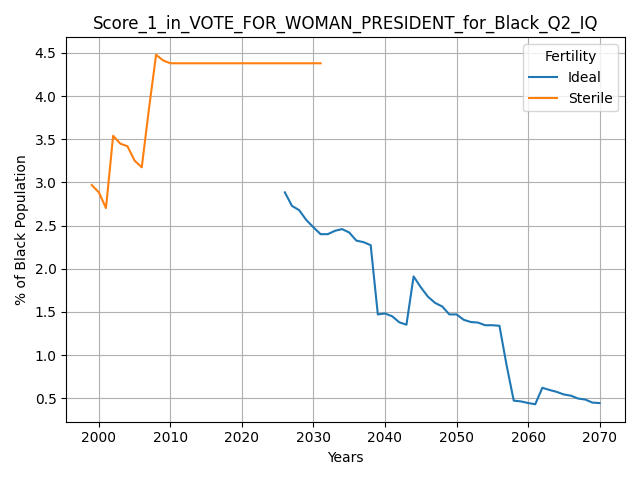 Score_1_in_VOTE_FOR_WOMAN_PRESIDENT_for_Black_Q2_IQ
Fertility
Ideal
Sterile
% of Black Population
4.5
4.0
3.5
3.0
2.5
2.0
1.5
1.0
0.5
2000 2010 2020 2030 2040 2050 2060 2070
Years